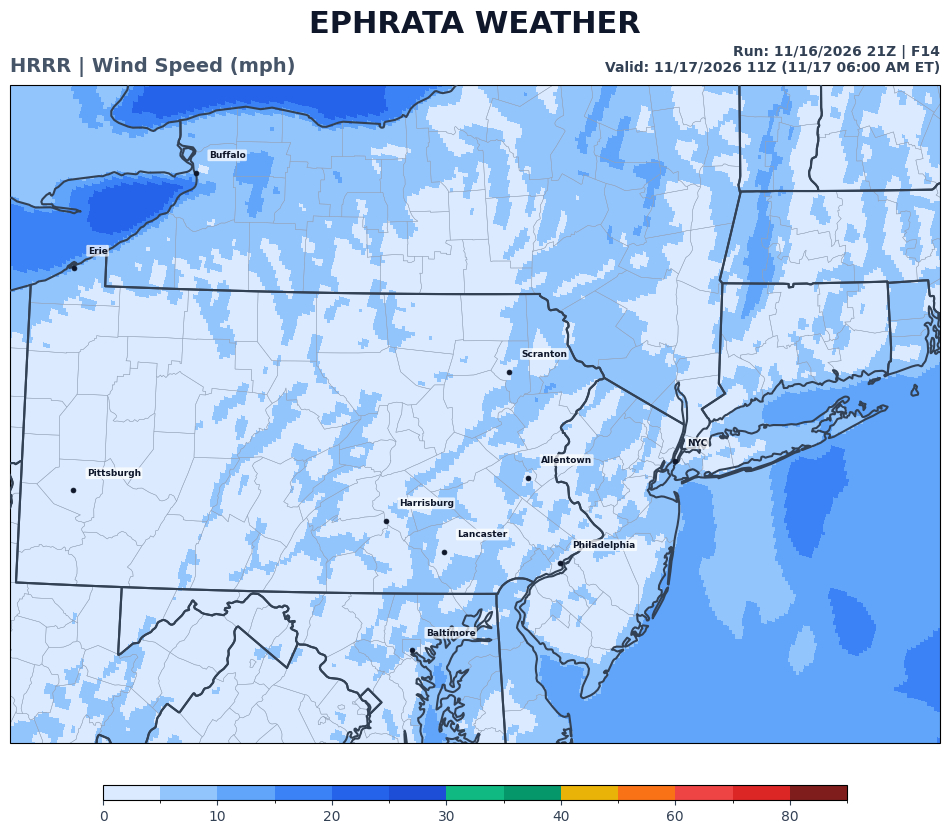 EPHRATA WEATHER
HRRR | Wind Speed (mph)
Run: 11/16/2026 21Z | F14
Valid: 11/17/2026 11Z (11/17 06:00 AM ET)
Buffalo
Erie
Scranton
NYC
Allentown
Pittsburgh
Harrisburg
Lancaster
Philadelphia
Baltimore
0 10 20 30 40 60 80